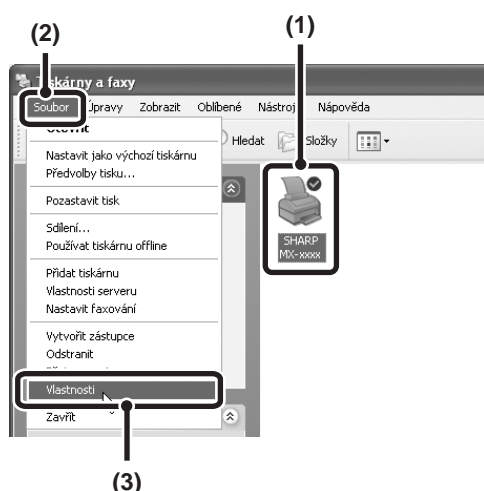 (2)
(1)
Tiskárny a faxy
Soubor Úpravy Zobrazit Oblíbené Nástroje Nápověda
Hledat Složky
Nastavit jako výchozí tiskárnu
Předvolby tisku...
Pozastavit tisk
Sdílení...
Používat tiskárnu offline
SHARP
MX-xxxx
Přidat tiskárnu
Vlastnosti serveru
Nastavit faxování
Vytvořit zástupce
Odstranit
Vlastnosti
Zavřít
(3)